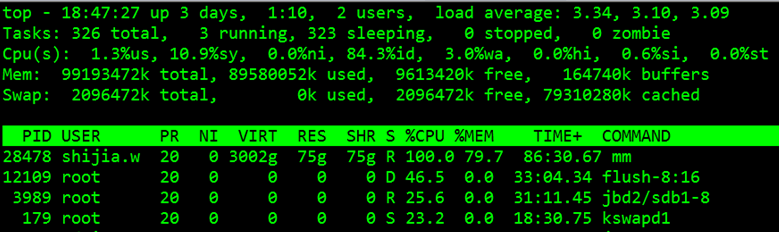 top - 18:47:27 up 3 days,  1:10,  2 users,  load average: 3.34, 3.10, 3.09
Tasks: 326 total,   3 running, 323 sleeping,   0 stopped,   0 zombie
Cpu(s):  1.3%us, 10.9%sy,  0.0%ni, 84.3%id,  3.0%wa,  0.0%hi,  0.6%si,  0.0%st
Mem:  99193472k total, 89580052k used,  9613420k free,   164740k buffers
Swap:  2096472k total,        0k used,  2096472k free, 79310280k cached
PID USER      PR  NI  VIRT  RES  SHR S %CPU %MEM    TIME+  COMMAND
28478 shijia.w  20   0 3002g  75g  75g R 100.0 79.7  86:30.67 mm
12109 root      20   0     0    0    0 D 46.5  0.0  33:04.34 flush-8:16
3989 root      20   0     0    0    0 R 25.6  0.0  31:11.45 jbd2/sdb1-8
179 root      20   0     0    0    0 S 23.2  0.0  18:30.75 kswapd1